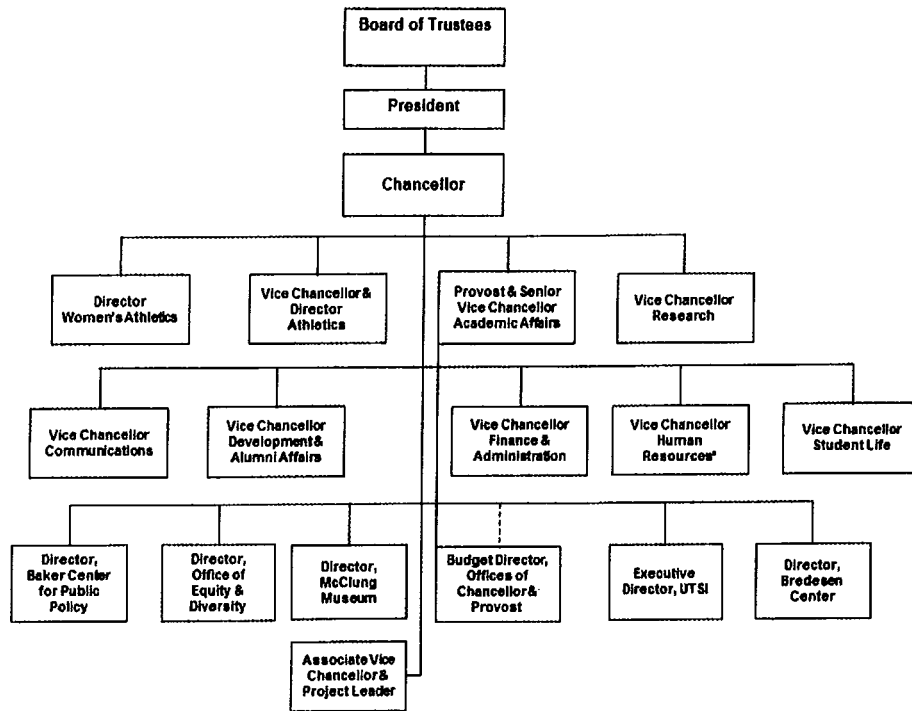 Board of Trustees
President
Chancellor
Director
Women's Athletics
Vice Chancellor &
Director
Athletics
Provost & Senior
Vice Chancellor
Academic Affairs
Vice Chancellor
Research
Vice Chancellor
Communications
Vice Chancellor
Development &
Alumni Affairs
Vice Chancellor
Finance &
Administration
Vice Chancellor
Human
Resources*
Vice Chancellor
Student Life
Director,
Baker Center
for Public
Policy
Director,
Office of
Equity &
Diversity
Director,
McClung
Museum
Budget Director,
Offices of
Chancellor &
Provost
Executive
Director, UTSI
Director,
Bredesen
Center
Associate Vice
Chancellor &
Project Leader